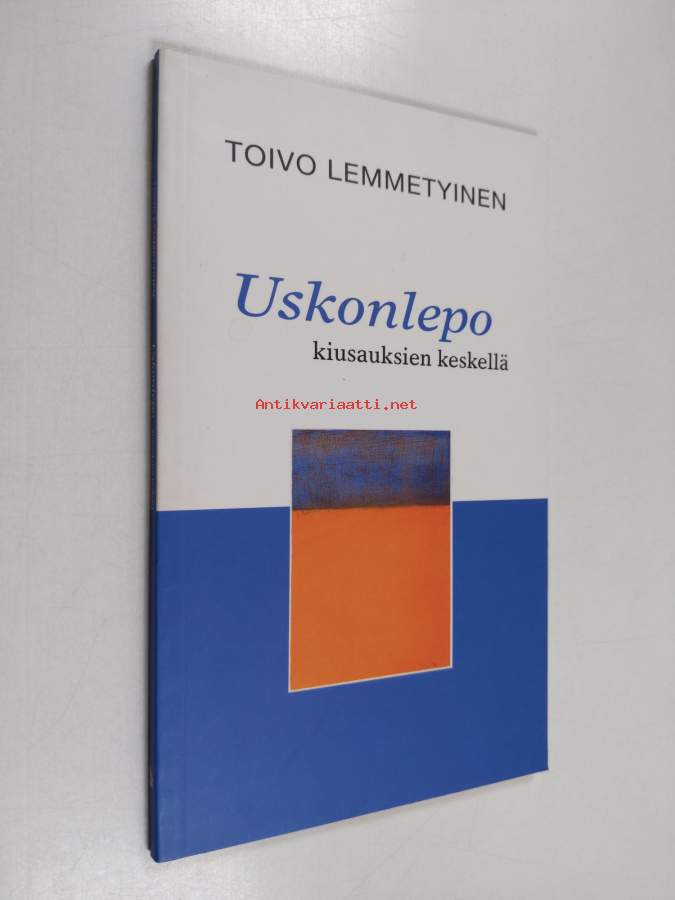 TOIVO LEMMETYINEN
Uskonlepo
kiusauksien keskellä
Antikvariaatti.net